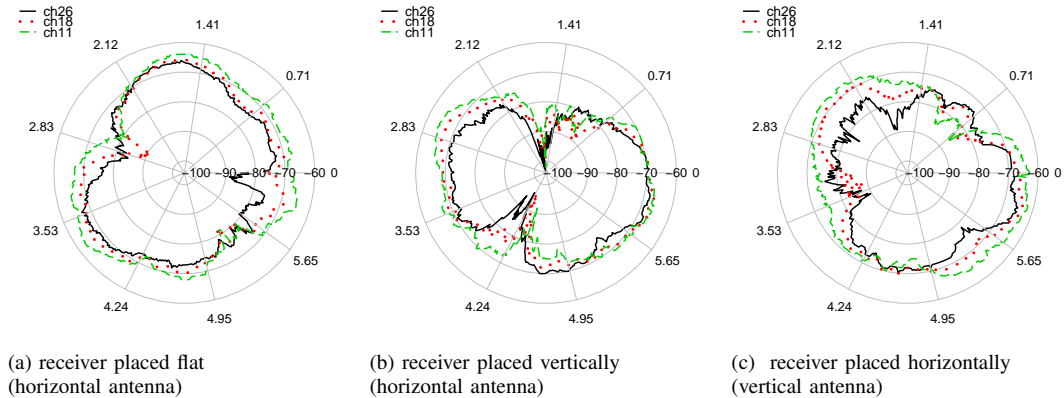 ch26
ch18
ch11
0
0.71
1.41
2.12
2.83
3.53
4.24
4.95
5.65
−100 −90 −80 −70 −60
ch26
ch18
ch11
0
0.71
1.41
2.12
2.83
3.53
4.24
4.95
5.65
−100 −90 −80 −70 −60
ch26
ch18
ch11
0
0.71
1.41
2.12
2.83
3.53
4.24
4.95
5.65
−100 −90 −80 −70 −60
(a) receiver placed flat
(horizontal antenna)
(b) receiver placed vertically
(horizontal antenna)
(c) receiver placed horizontally
(vertical antenna)